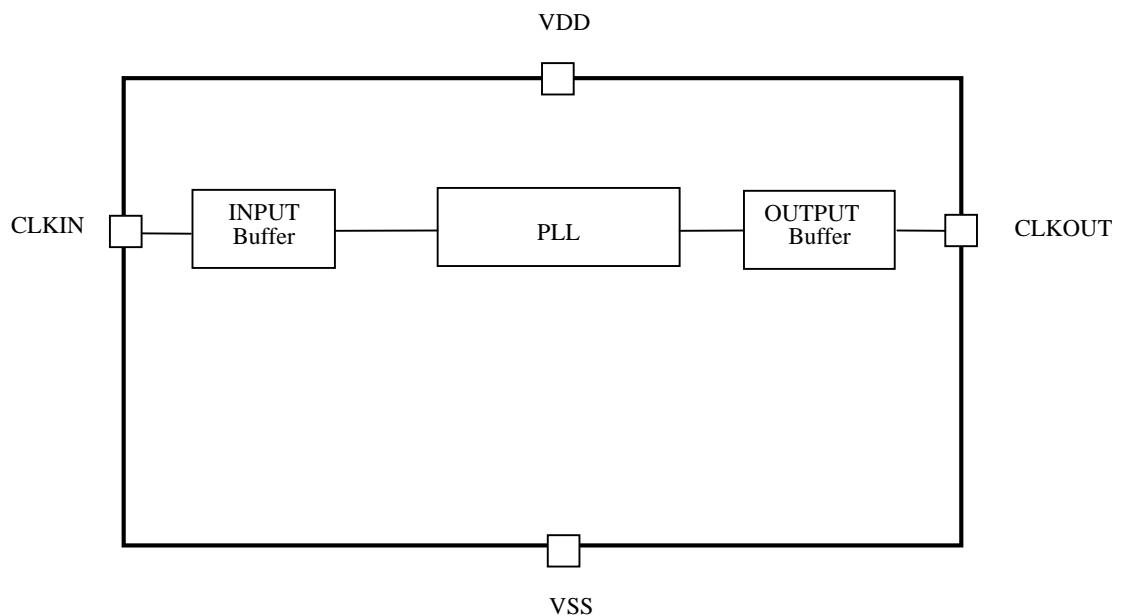 VDD
CLKIN
INPUT
Buffer
PLL
OUTPUT
Buffer
CLKOUT
VSS